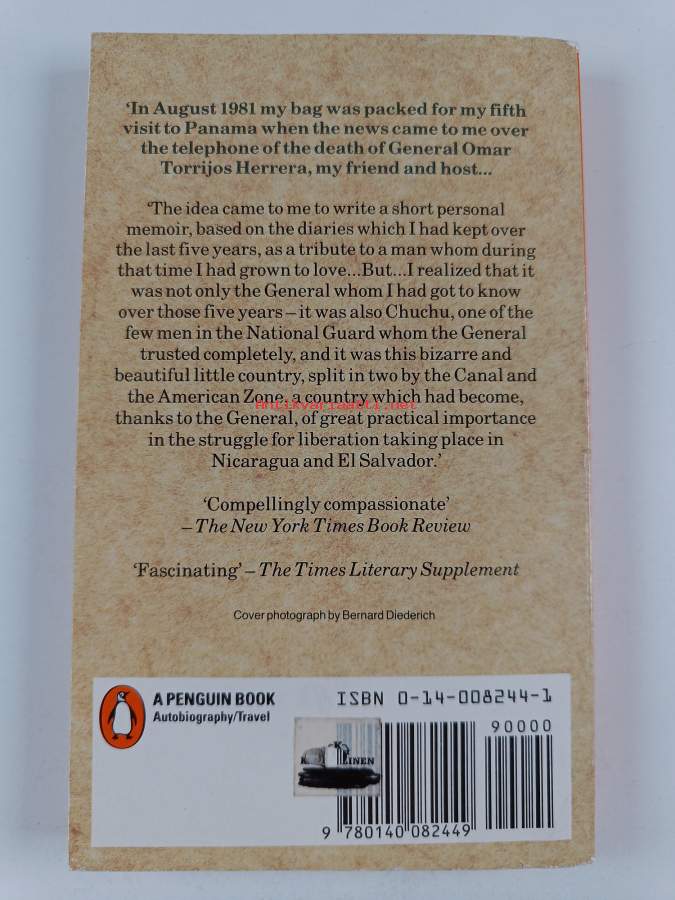 ‘In August 1981 my bag was packed for my fifth
visit to Panama when the news came to me over
the telephone of the death of General Omar
Torrijos Herrera, my friend and host...
‘The idea came to me to write a short personal
memoir, based on the diaries which I had kept over
the last five years, as a tribute to a man whom during
that time I had grown to love...But...I realized that it
was not only the General whom I had got to know
over those five years – it was also Chuchu, one of the
few men in the National Guard whom the General
trusted completely, and it was this bizarre and
beautiful little country, split in two by the Canal and
the American Zone, a country which had become,
antikvariaatti.net
thanks to the General, of great practical importance
in the struggle for liberation taking place in
Nicaragua and El Salvador.’
‘Compellingly compassionate’
– The New York Times Book Review
‘Fascinating’ – The Times Literary Supplement
Cover photograph by Bernard Diederich
A PENGUIN BOOK
Autobiography/Travel
ISBN 0-14-008244-1
90000
9 780140 082449